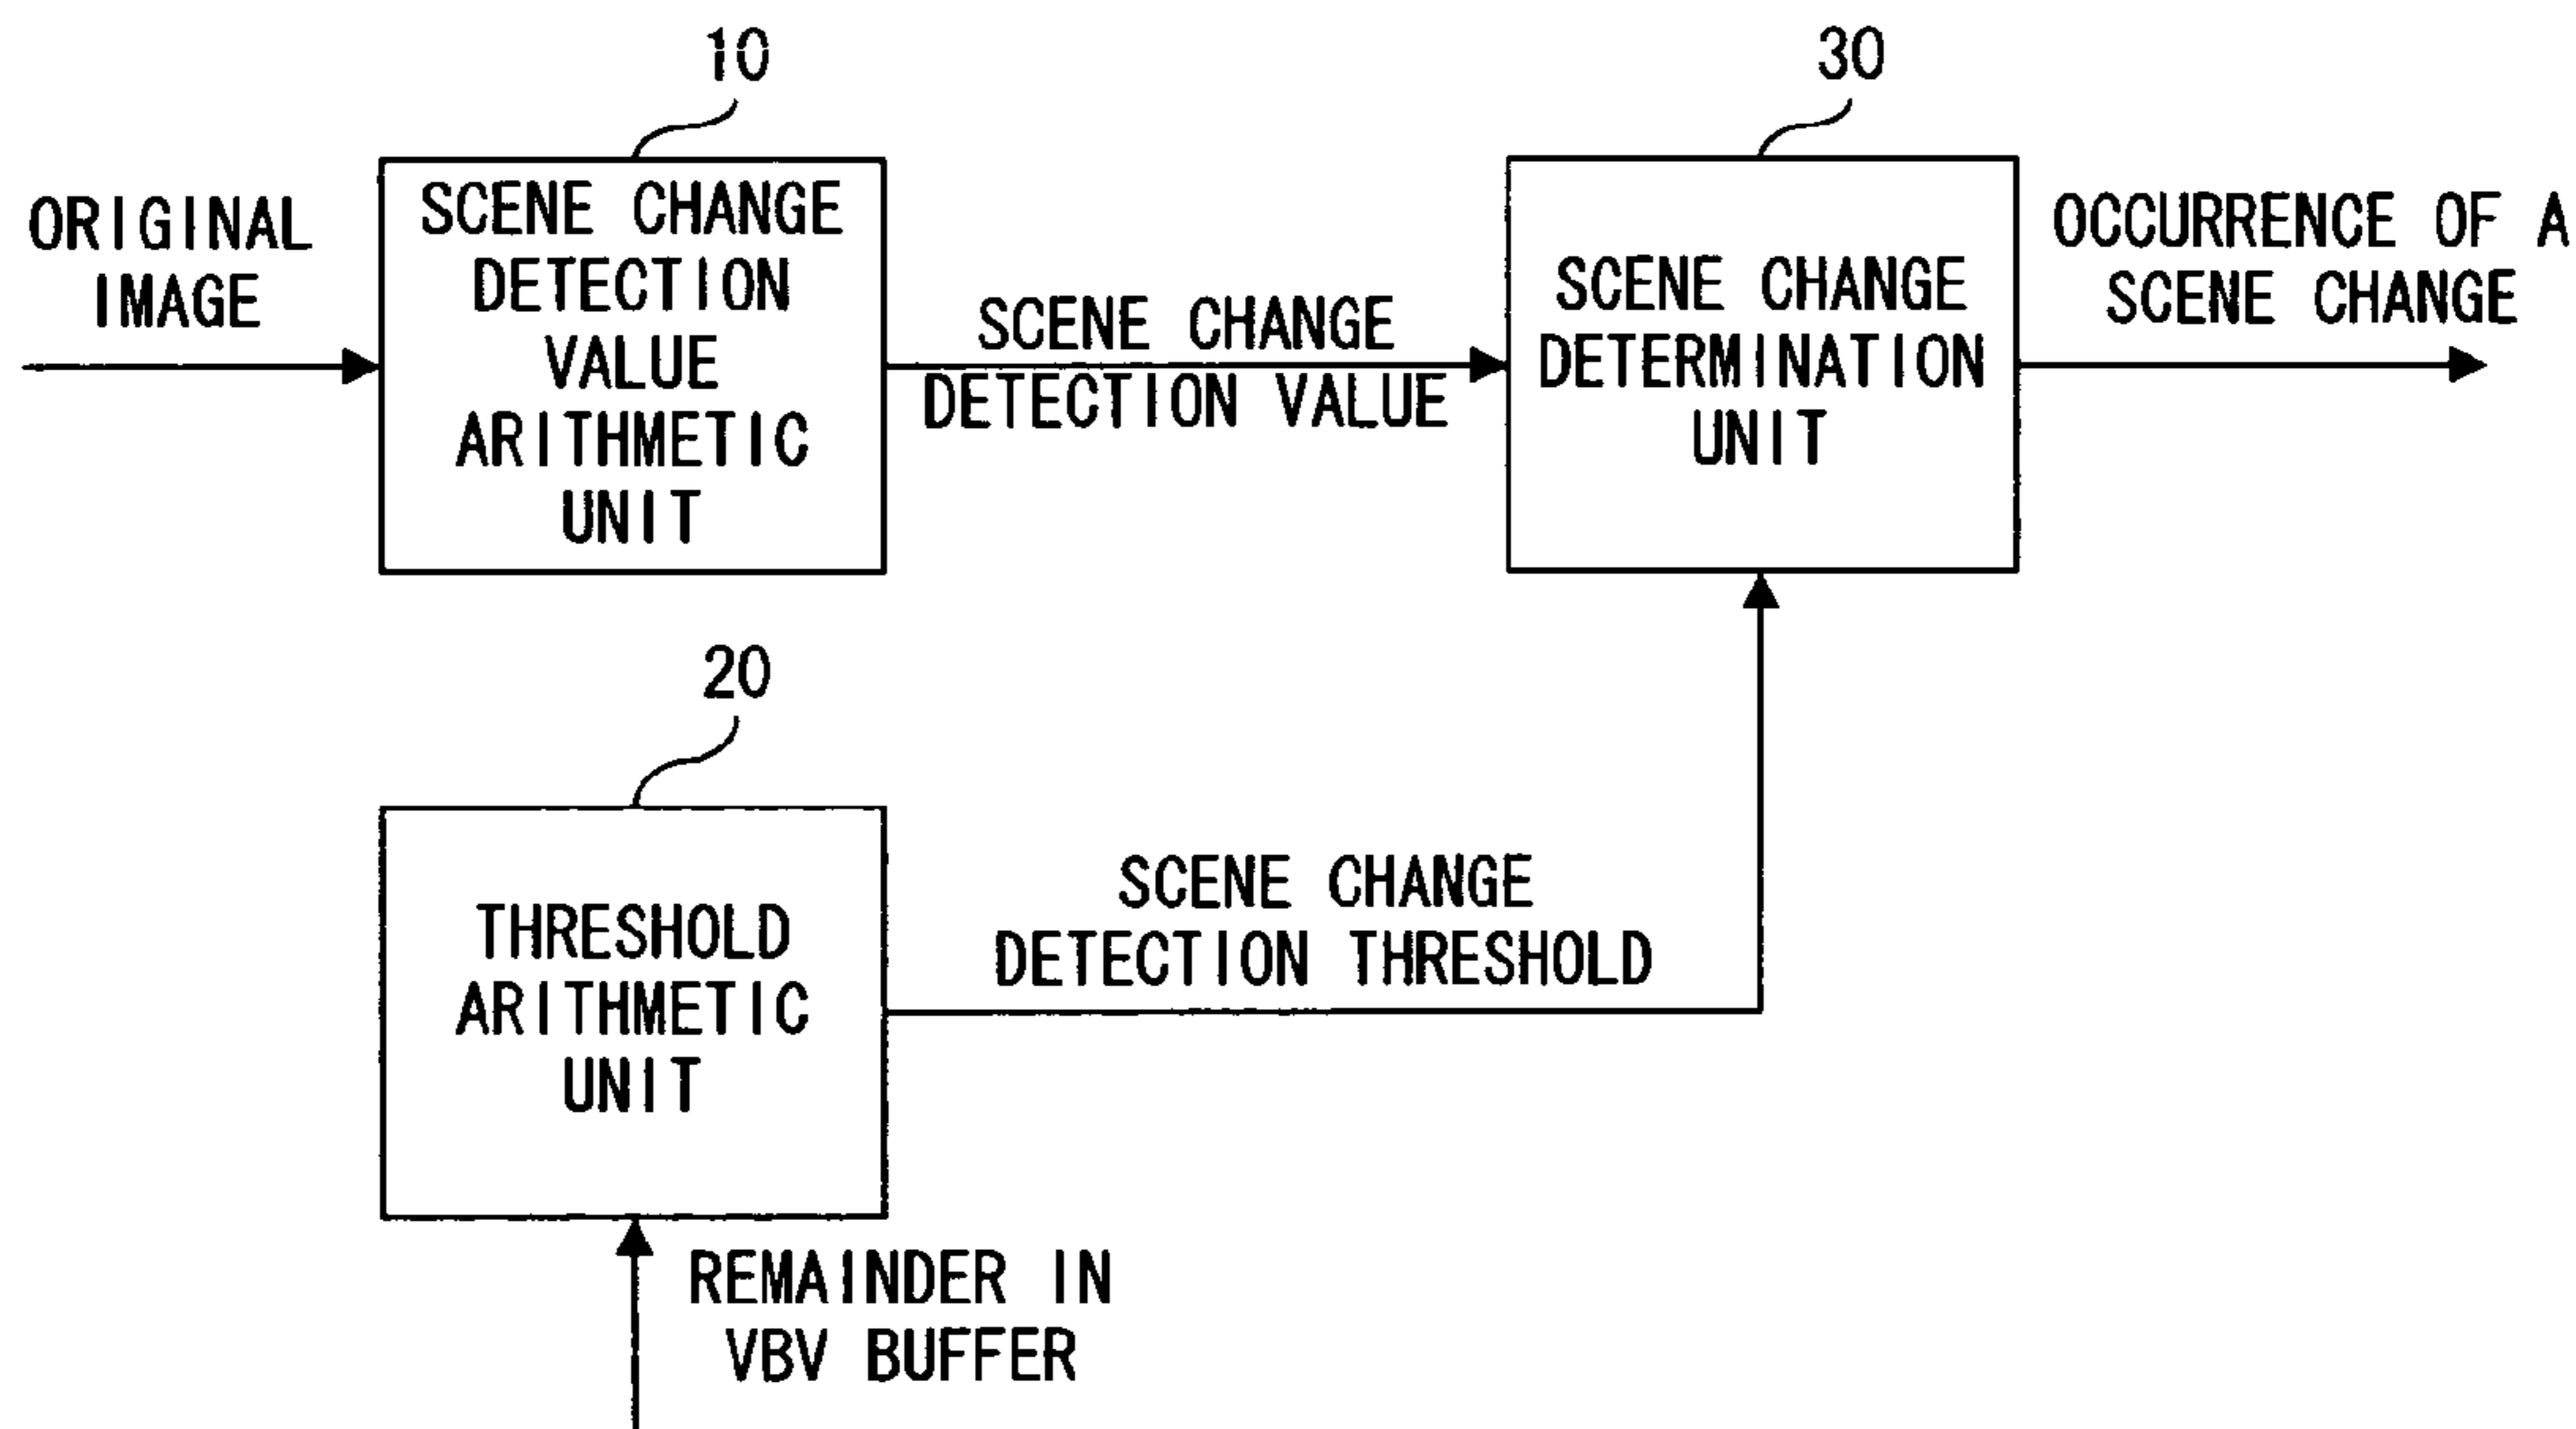 10
30
ORIGINAL
IMAGE
SCENE CHANGE
DETECTION
VALUE
ARITHMETIC
UNIT
SCENE CHANGE
DETECTION VALUE
SCENE CHANGE
DETERMINATION
UNIT
OCCURRENCE OF A
SCENE CHANGE
20
THRESHOLD
ARITHMETIC
UNIT
SCENE CHANGE
DETECTION THRESHOLD
REMAINDER IN
VBV BUFFER